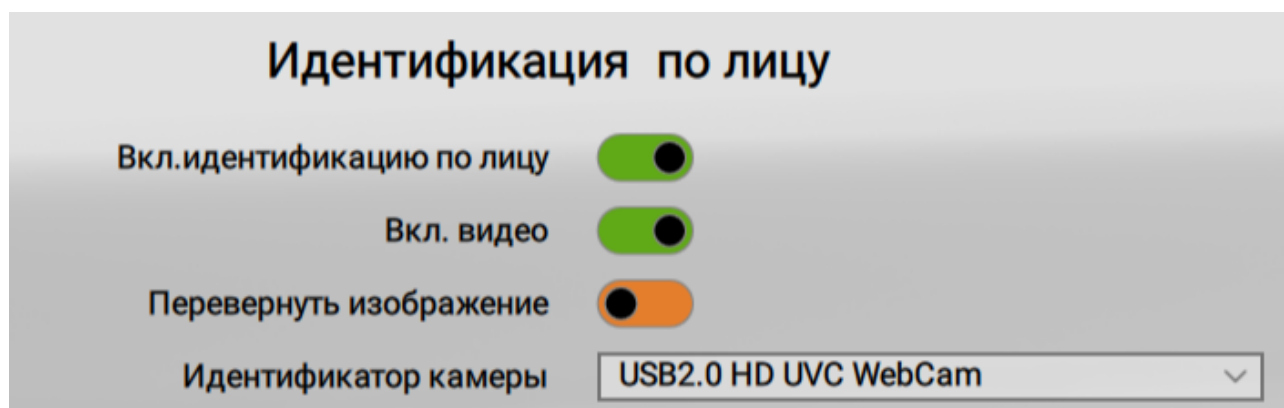 Идентификация по лицу
Вкл.идентификацию по лицу
Вкл. видео
Перевернуть изображение
Идентификатор камеры USB2.0 HD UVC WebCam